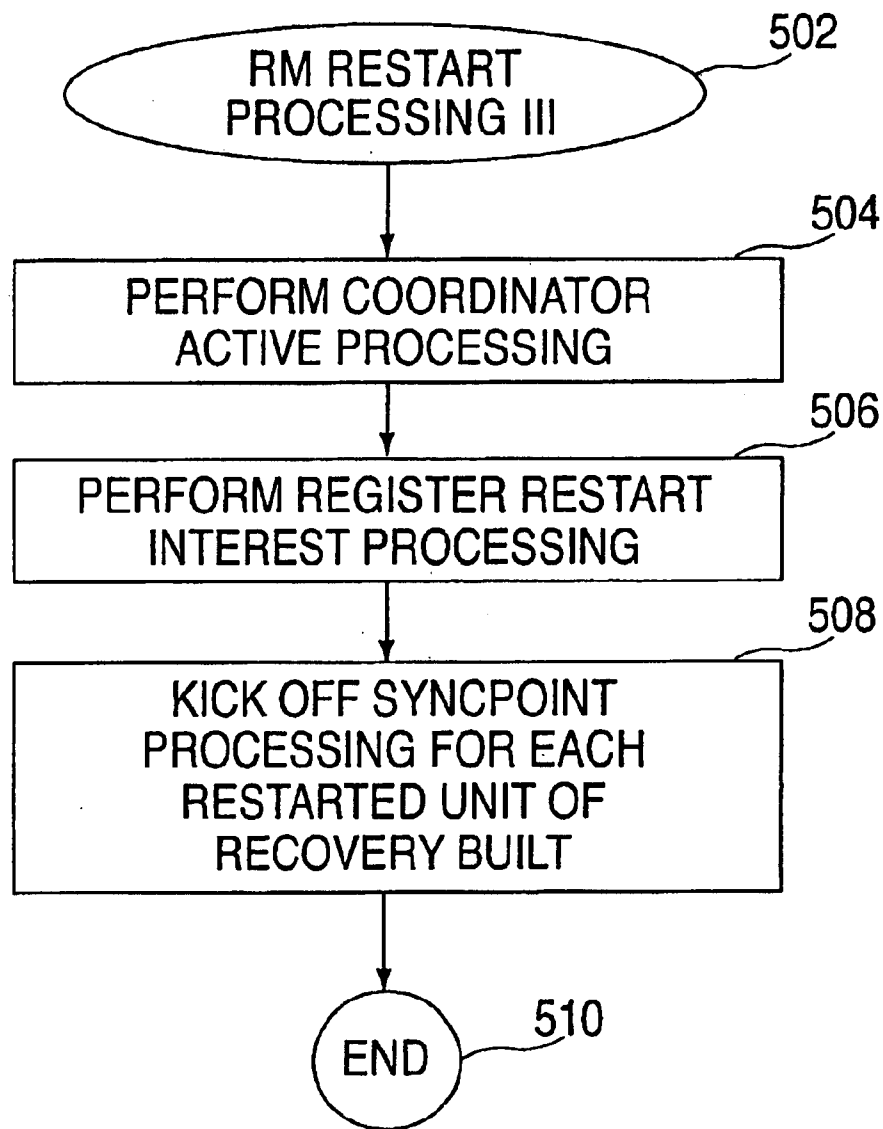 502
RM RESTART
PROCESSING III
504
PERFORM COORDINATOR
ACTIVE PROCESSING
506
PERFORM REGISTER RESTART
INTEREST PROCESSING
508
KICK OFF SYNCPOINT
PROCESSING FOR EACH
RESTARTED UNIT OF
RECOVERY BUILT
510
END